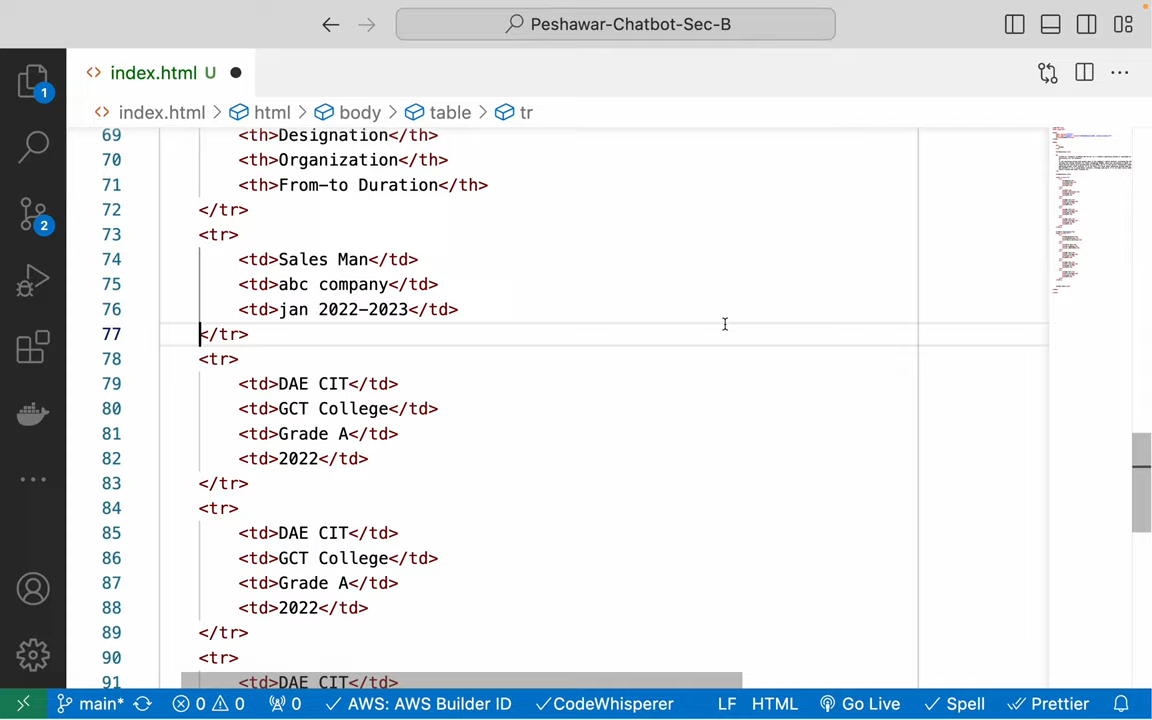 Peshawar-Chatbot-Sec-B
index.html U
index.html > html > body > table > tr
69 <th>Designation</th>
70 <th>Organization</th>
71 <th>From-to Duration</th>
72 </tr>
73 <tr>
74 <td>Sales Man</td>
75 <td>abc company</td>
76 <td>jan 2022-2023</td>
77 </tr>
78 <tr>
79 <td>DAE CIT</td>
80 <td>GCT College</td>
81 <td>Grade A</td>
82 <td>2022</td>
83 </tr>
84 <tr>
85 <td>DAE CIT</td>
86 <td>GCT College</td>
87 <td>Grade A</td>
88 <td>2022</td>
89 </tr>
90 <tr>
91 <td>DAE CIT</td>
1
2
main* 0 0 0 AWS: AWS Builder ID CodeWhisperer LF HTML Go Live Spell Prettier